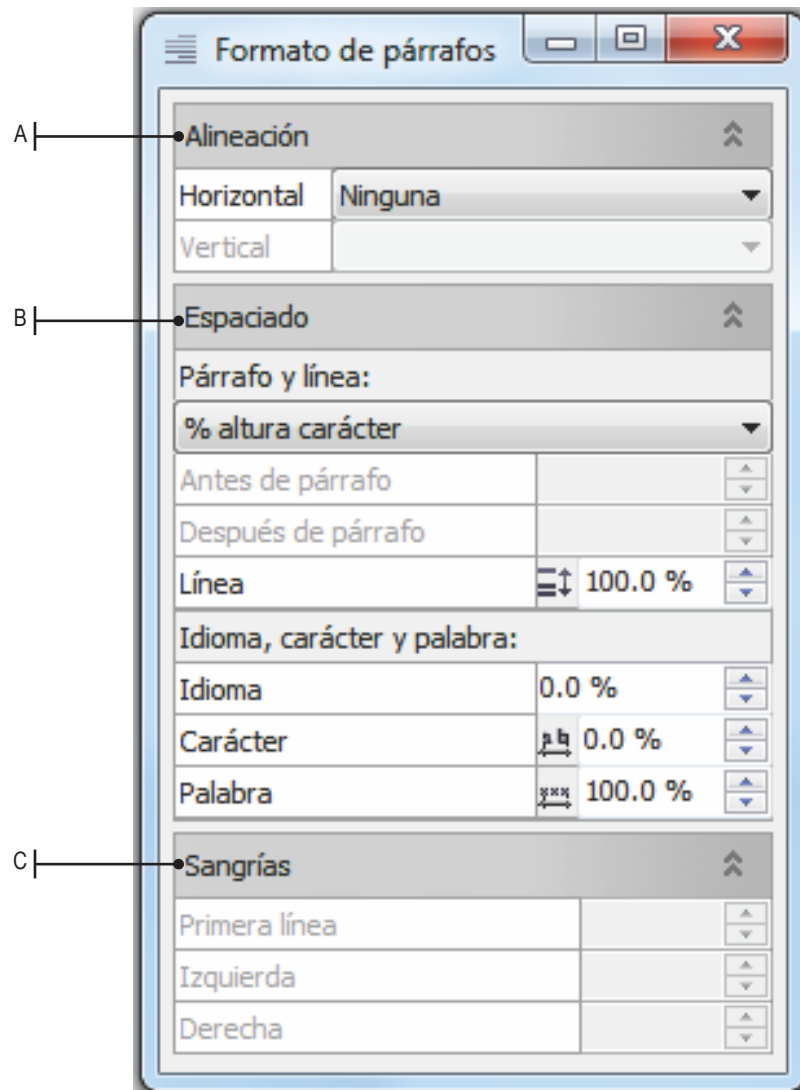 Formato de párrafos
A
Alineación
Horizontal Ninguna
Vertical
B
Espaciado
Párrafo y línea:
% altura carácter
Antes de párrafo
Después de párrafo
Línea 100.0 %
Idioma, carácter y palabra:
Idioma 0.0 %
Carácter 0.0 %
Palabra 100.0 %
C
Sangrías
Primera línea
Izquierda
Derecha